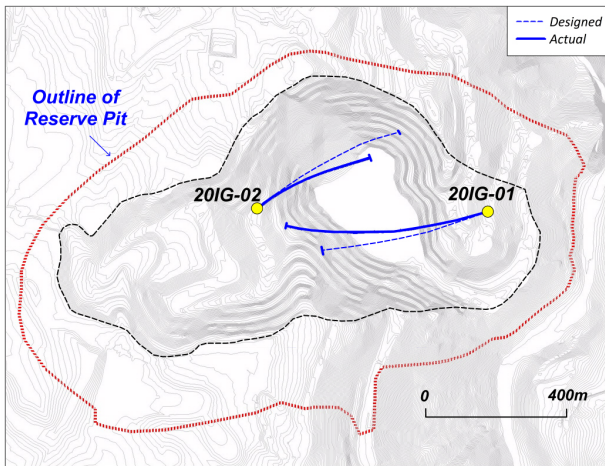 Designed
Actual
Outline of
Reserve Pit
20IG-02
20IG-01
0
400m